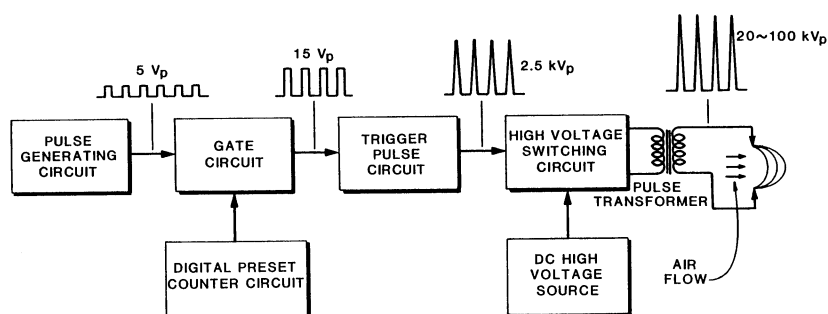 5 Vp
15 Vp
2.5 kVp
20~100 kVp
PULSE
GENERATING
CIRCUIT
GATE
CIRCUIT
TRIGGER
PULSE
CIRCUIT
HIGH VOLTAGE
SWITCHING
CIRCUIT
PULSE
TRANSFORMER
DIGITAL PRESET
COUNTER CIRCUIT
DC HIGH
VOLTAGE
SOURCE
AIR
FLOW